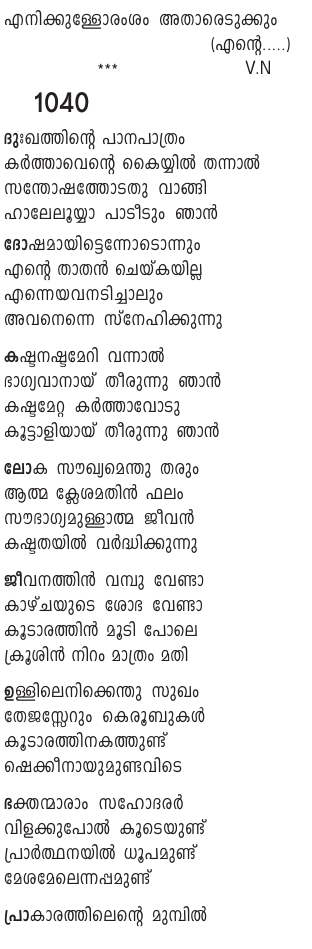 എനിക്കുള്ളോരംശം അതാരെടുക്കും
(എന്റെ.....)
*** V.N
1040
ദുഃഖത്തിന്റെ പാനപാത്രം
കർത്താവെന്റെ കൈയ്യിൽ തന്നാൽ
സന്തോഷത്തോടതു വാങ്ങി
ഹാലേലൂയ്യാ പാടീടും ഞാൻ
ദോഷമായിട്ടെന്നോടൊന്നും
എന്റെ താതൻ ചെയ്കയില്ല
എന്നെയവനടിച്ചാലും
അവനെന്നെ സ്നേഹിക്കുന്നു
കഷ്ടനഷ്ടമേറി വന്നാൽ
ഭാഗ്യവാനായ് തീരുന്നു ഞാൻ
കഷ്ടമേറ്റ കർത്താവോടു
കൂട്ടാളിയായ് തീരുന്നു ഞാൻ
ലോക സൗഖ്യമെന്തു തരും
ആത്മ ക്ലേശമതിൻ ഫലം
സൗഭാഗ്യമുള്ളാത്മ ജീവൻ
കഷ്ടതയിൽ വർദ്ധിക്കുന്നു
ജീവനത്തിൻ വമ്പു വേണ്ടാ
കാഴ്ചയുടെ ശോഭ വേണ്ടാ
കൂടാരത്തിൻ മൂടി പോലെ
ക്രൂശിൻ നിറം മാത്രം മതി
ഉള്ളിലെനിക്കെന്തു സുഖം
തേജസ്സേറും കെരൂബുകൾ
കൂടാരത്തിനകത്തുണ്ട്
ഷെക്കീനായുമുണ്ടവിടെ
ഭക്തന്മാരാം സഹോദരർ
വിളക്കുപോൽ കൂടെയുണ്ട്
പ്രാർത്ഥനയിൽ ധൂപമുണ്ട്
മേശമേലെന്നപ്പമുണ്ട്
പ്രാകാരത്തിലെന്റെ മുമ്പിൽ